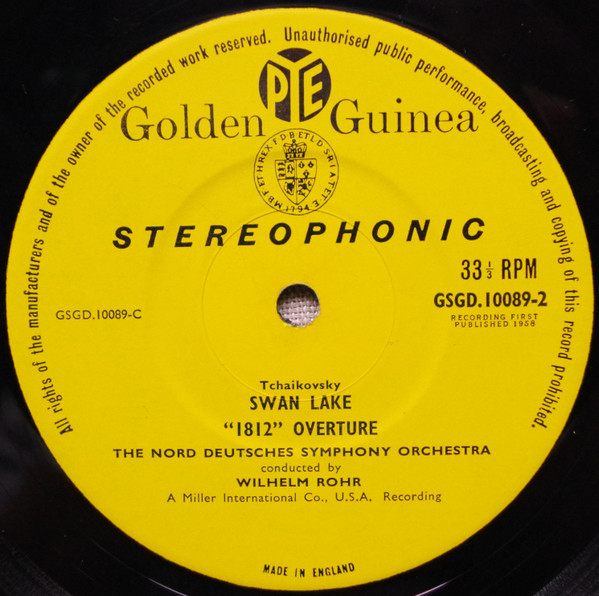 All rights of the manufacturers and of the owner of the recorded work reserved. Unauthorised public performance, broadcasting and copying of this record prohibited.
PYE
Golden Guinea
STEREOPHONIC
33 1/3 RPM
GSGD.10089-2
GSGD.10089-C
RECORDING FIRST
PUBLISHED 1958
Tchaikovsky
SWAN LAKE
"1812" OVERTURE
THE NORD DEUTSCHES SYMPHONY ORCHESTRA
conducted by
WILHELM ROHR
A Miller International Co., U.S.A. Recording
MADE IN ENGLAND